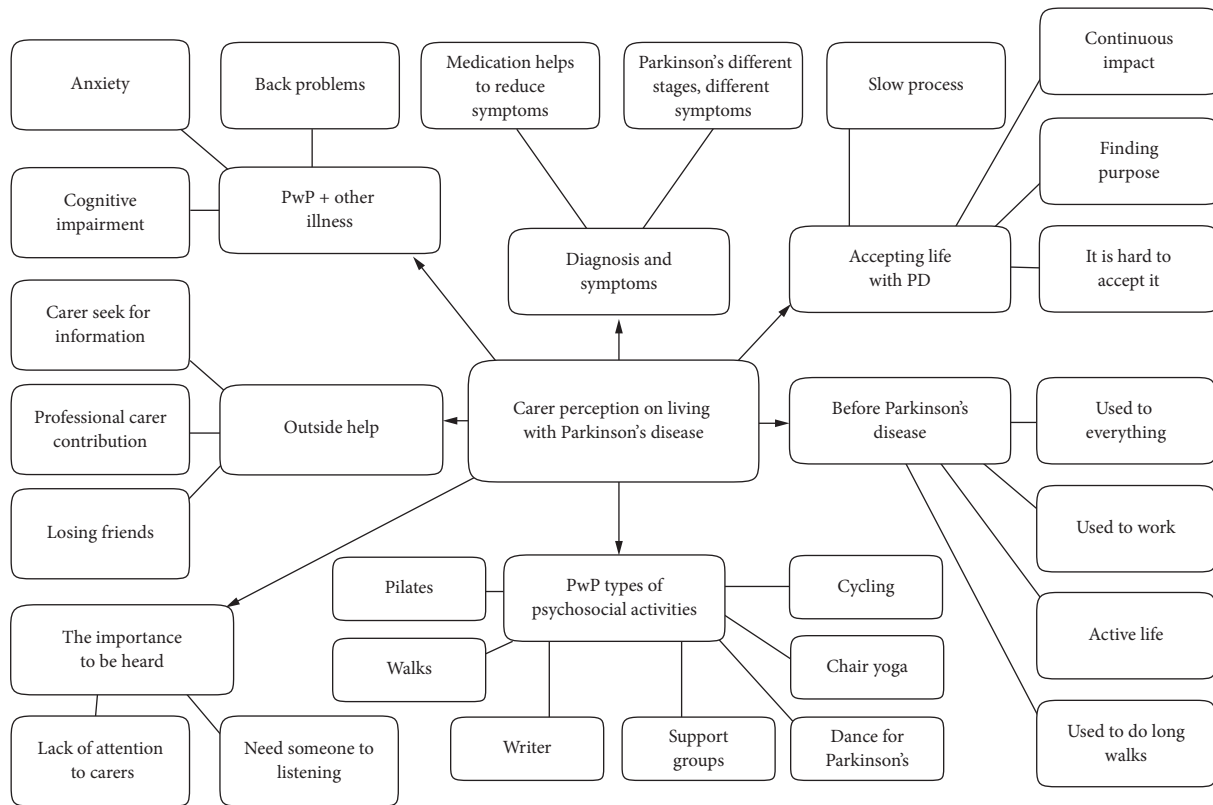 Anxiety
Back problems
Medication helps
to reduce
symptoms
Parkinson's different
stages, different
symptoms
Slow process
Continuous
impact
Cognitive
impairment
PwP + other
illness
Diagnosis and
symptoms
Accepting life
with PD
Finding
purpose
It is hard to
accept it
Carer seek for
information
Professional carer
contribution
Losing friends
Outside help
Carer perception on living
with Parkinson's disease
Before Parkinson's
disease
Used to
everything
Used to work
Active life
Used to do long
walks
The importance
to be heard
Lack of attention
to carers
Need someone to
listening
PwP types of
psychosocial activities
Pilates
Walks
Writer
Support
groups
Dance for
Parkinson's
Chair yoga
Cycling